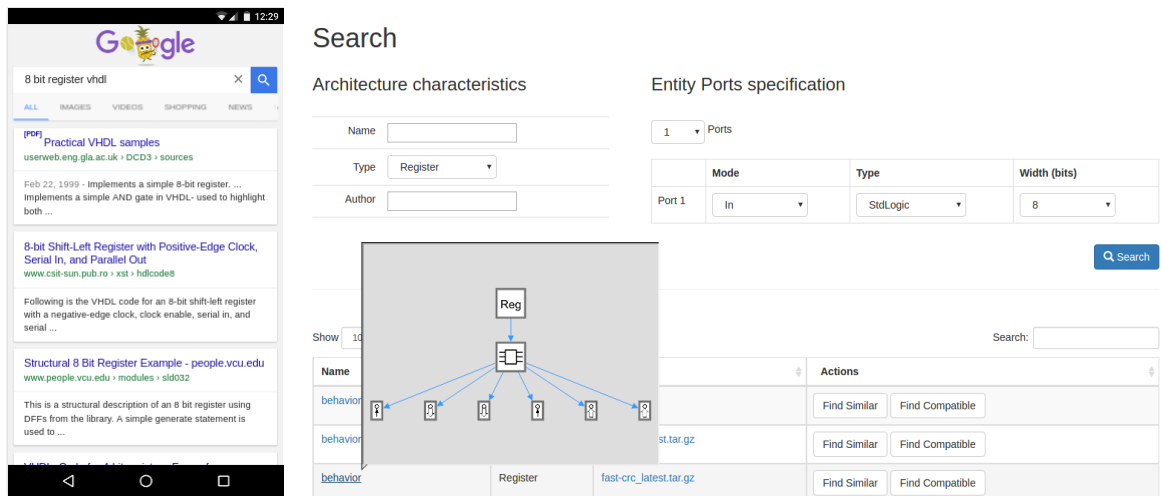 12:29
Google
8 bit register vhdl
ALL IMAGES VIDEOS SHOPPING NEWS
[PDF] Practical VHDL samples
userweb.eng.gla.ac.uk › DCD3 › sources
Feb 22, 1999 - Implements a simple 8-bit register. ...
Implements a simple AND gate in VHDL- used to highlight
both ...
8-bit Shift-Left Register with Positive-Edge Clock,
Serial In, and Parallel Out
www.csit-sun.pub.ro › xst › hdlcode8
Following is the VHDL code for an 8-bit shift-left register
with a negative-edge clock, clock enable, serial in, and
serial ...
Structural 8 Bit Register Example - people.vcu.edu
www.people.vcu.edu › modules › sld032
This is a structural description of an 8 bit register using
DFFs from the library. A simple generate statement is
used to ...
Search
Architecture characteristics
Name
Type Register
Author
Entity Ports specification
1 Ports
Mode Type Width (bits)
Port 1 In StdLogic 8
Search
Reg
Show 10
Search:
Name Actions
behavior Find Similar Find Compatible
behavior st.tar.gz Find Similar Find Compatible
behavior Register fast-crc_latest.tar.gz Find Similar Find Compatible